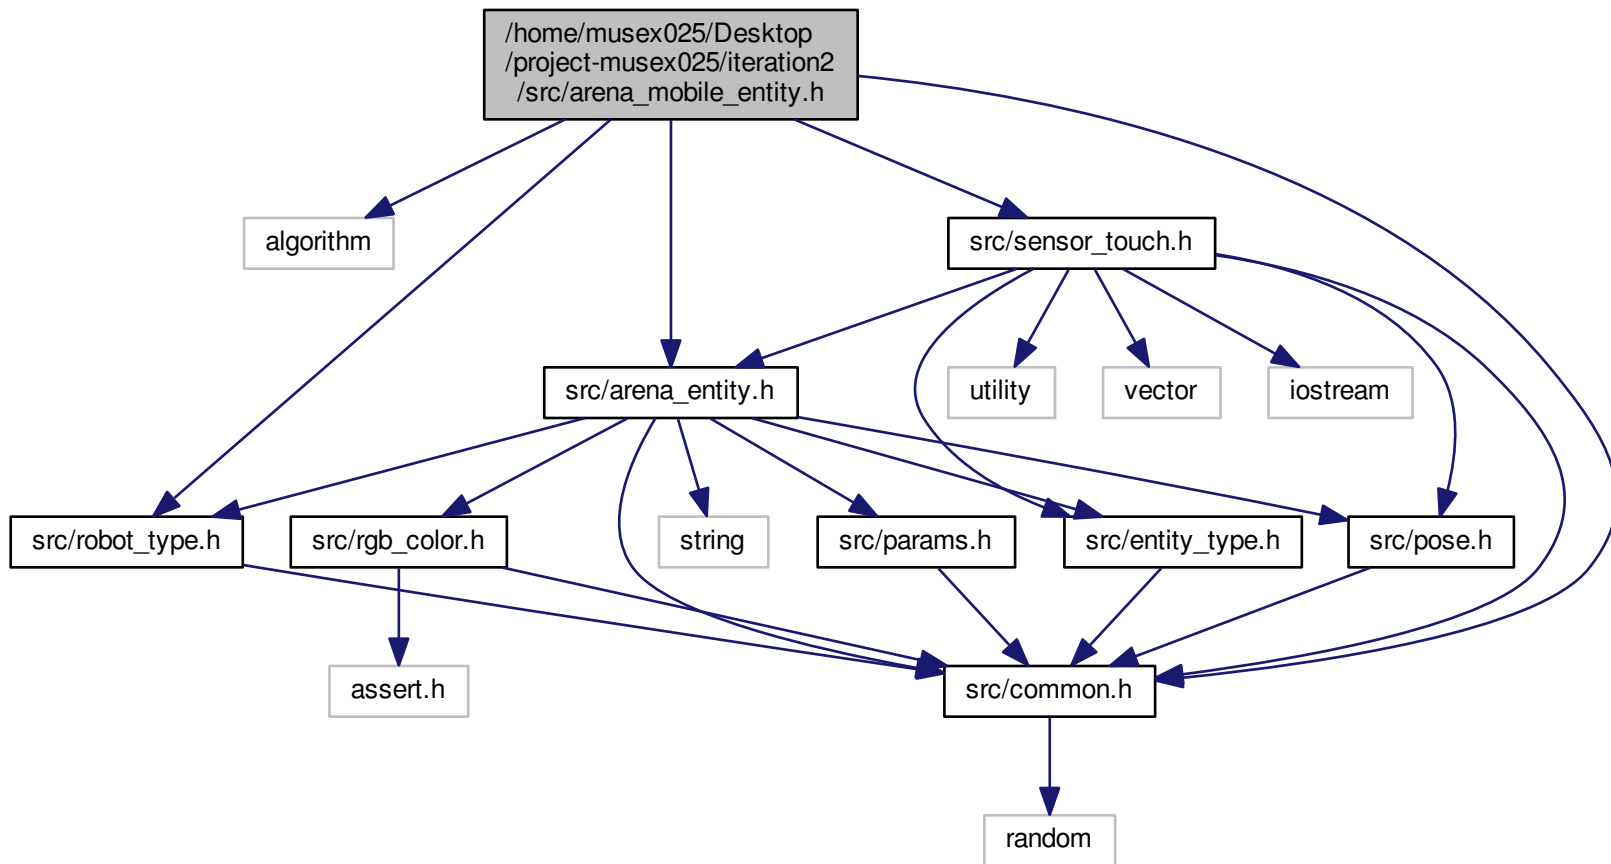 /home/musex025/Desktop
/project-musex025/iteration2
/src/arena_mobile_entity.h
algorithm
src/sensor_touch.h
src/arena_entity.h
utility
vector
iostream
src/robot_type.h
src/rgb_color.h
string
src/params.h
src/entity_type.h
src/pose.h
assert.h
src/common.h
random